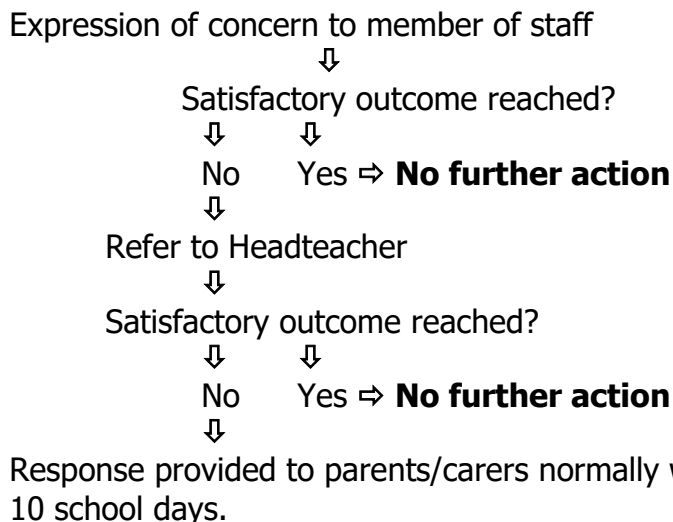 Expression of concern to member of staff
⇩
Satisfactory outcome reached?
⇩ ⇩
No Yes ⇨ No further action
⇩
Refer to Headteacher
⇩
Satisfactory outcome reached?
⇩ ⇩
No Yes ⇨ No further action
⇩
Response provided to parents/carers normally
10 school days.